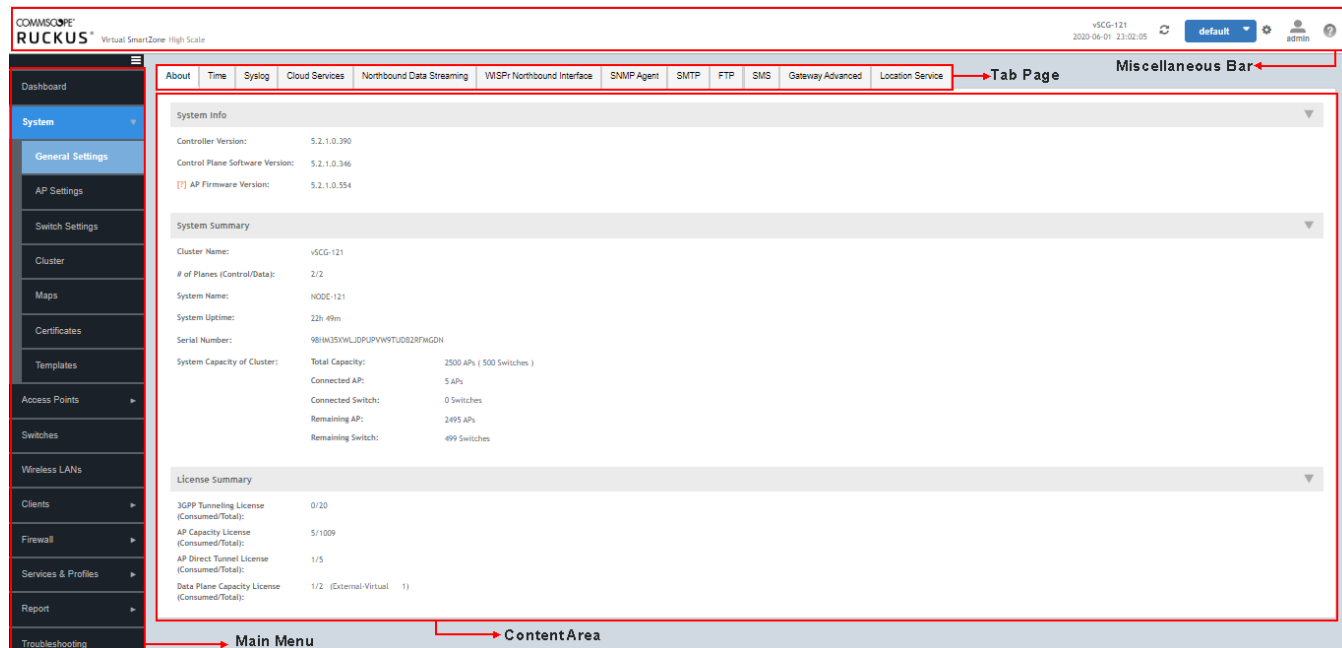 COMMSCOPE®
RUCKUS® Virtual SmartZone High Scale
vSCG-121
2020-06-01 23:02:05
default
admin
Miscellaneous Bar
About Time Syslog Cloud Services Northbound Data Streaming WISPr Northbound Interface SNMP Agent SMTP FTP SMS Gateway Advanced Location Service
Tab Page
Dashboard
System
General Settings
AP Settings
Switch Settings
Cluster
Maps
Certificates
Templates
Access Points
Switches
Wireless LANs
Clients
Firewall
Services & Profiles
Report
Troubleshooting
Main Menu
System Info
Controller Version: 5.2.1.0.390
Control Plane Software Version: 5.2.1.0.346
[?] AP Firmware Version: 5.2.1.0.554
System Summary
Cluster Name: vSCG-121
# of Planes (Control/Data): 2/2
System Name: NODE-121
System Uptime: 22h 49m
Serial Number:
System Capacity of Cluster: Total Capacity: 2500 APs ( 500 Switches )
Connected AP: 5 APs
Connected Switch: 0 Switches
Remaining AP: 2495 APs
Remaining Switch: 499 Switches
License Summary
3GPP Tunneling License 0/20
(Consumed/Total):
AP Capacity License 5/1009
(Consumed/Total):
AP Direct Tunnel License 1/5
(Consumed/Total):
Data Plane Capacity License 1/2 (External-Virtual 1)
(Consumed/Total):
Content Area